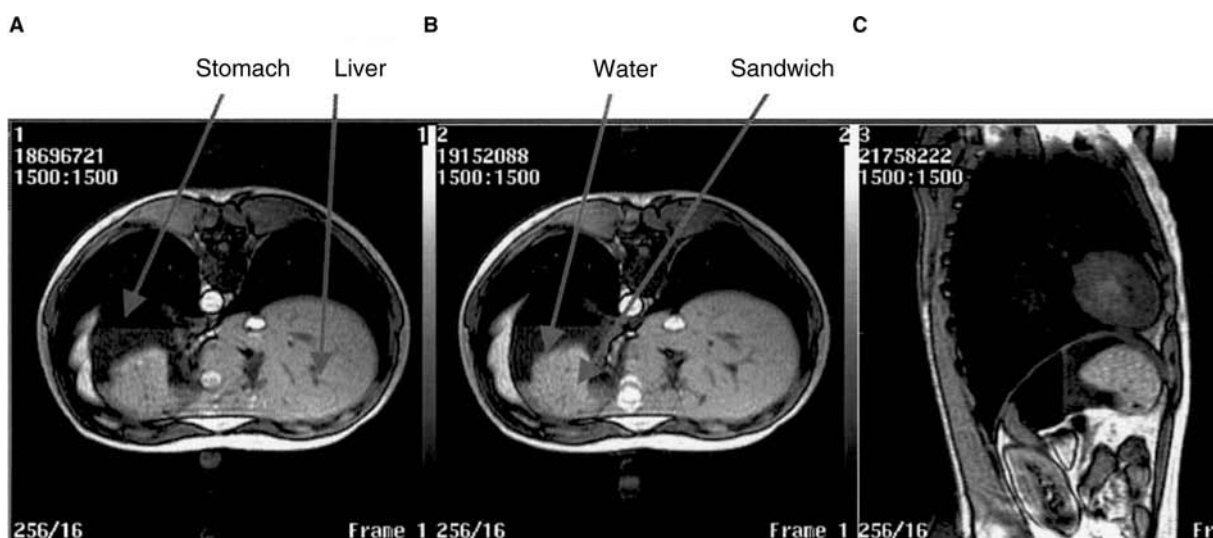 A
B
C
Stomach
Liver
Water
Sandwich
1
1
18696721
1500:1500
256/16
Frame 1
2
2
19152088
1500:1500
256/16
Frame 1
3
21758222
1500:1500
256/16
Fr